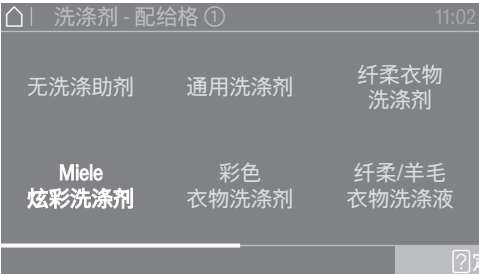 洗涤剂 - 配给格 ① 11:02
无洗涤助剂 通用洗涤剂 纤柔衣物
洗涤剂
Miele
炫彩洗涤剂
彩色
衣物洗涤剂
纤柔/羊毛
衣物洗涤液
?